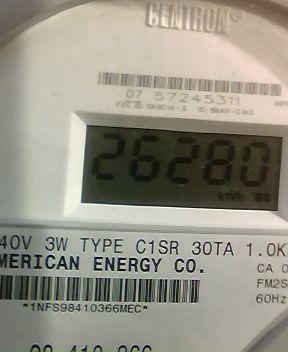 CENTRON®
07 57245311
26280
kWh
40V 3W TYPE C1SR 30TA 1.0K
MERICAN ENERGY CO.
CA 0
FM2S
60Hz
*1NFS98410366MEC*